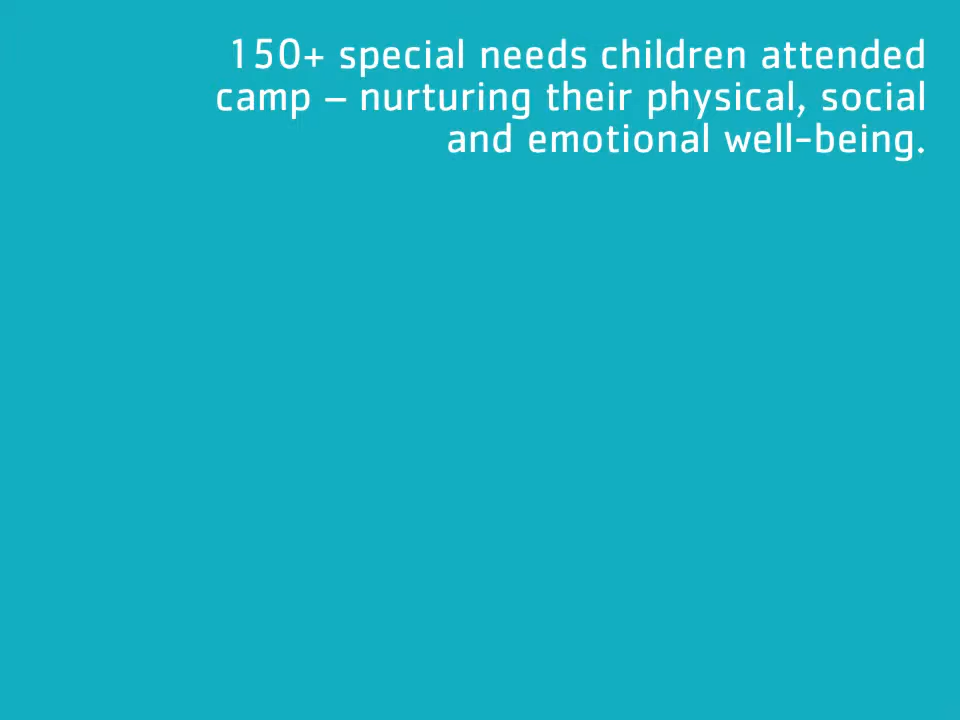 150+ special needs children attended
camp – nurturing their physical, social
and emotional well-being.